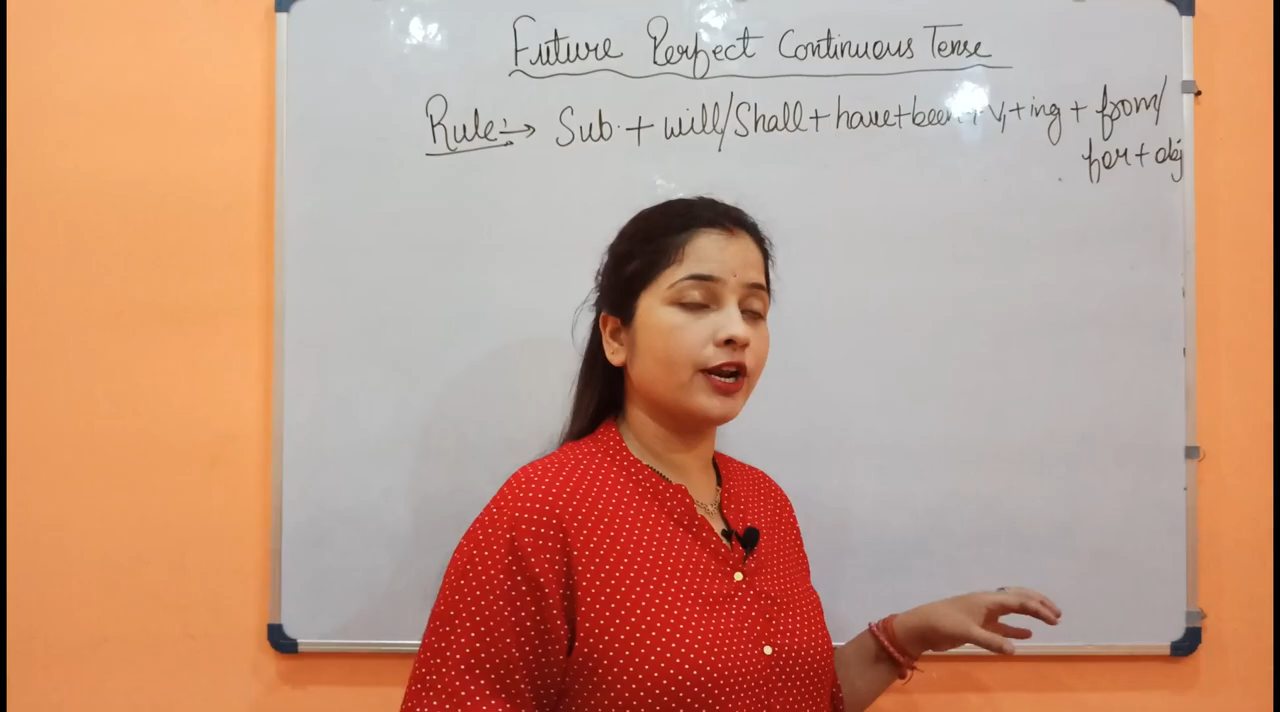 Future Perfect Continuous Tense
Rule:→ Sub. + will/Shall + have + been + V1 + ing + from/
for + obj